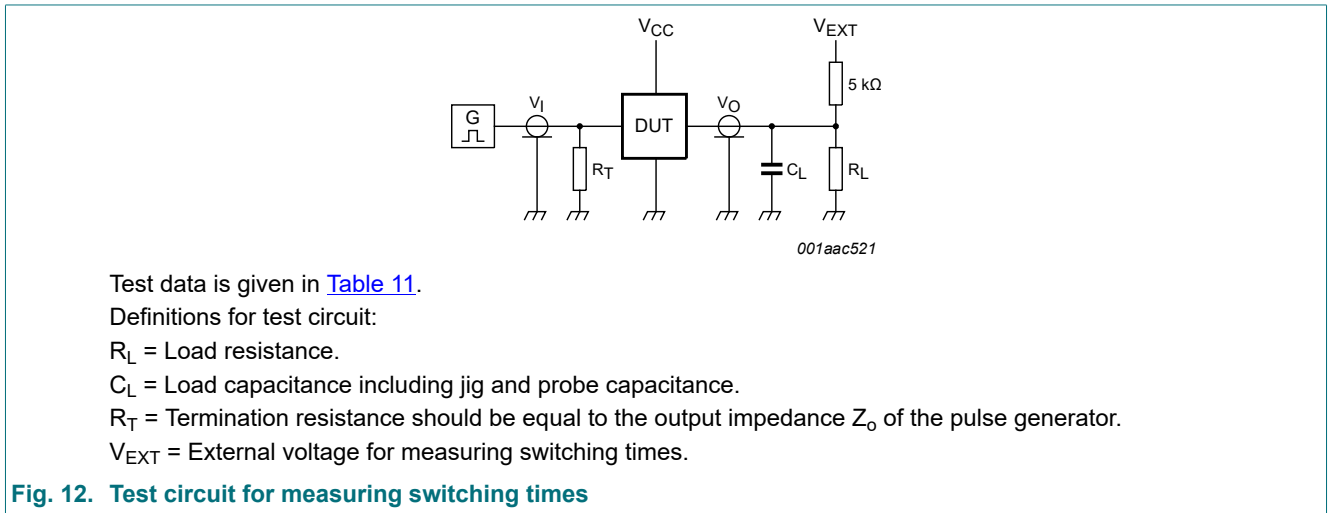 VCC
VEXT
5 kΩ
G
VI
DUT
VO
RT
CL
RL
001aac521
Test data is given in Table 11.
Definitions for test circuit:
RL = Load resistance.
CL = Load capacitance including jig and probe capacitance.
RT = Termination resistance should be equal to the output impedance Zo of the pulse generator.
VEXT = External voltage for measuring switching times.
Fig. 12. Test circuit for measuring switching times